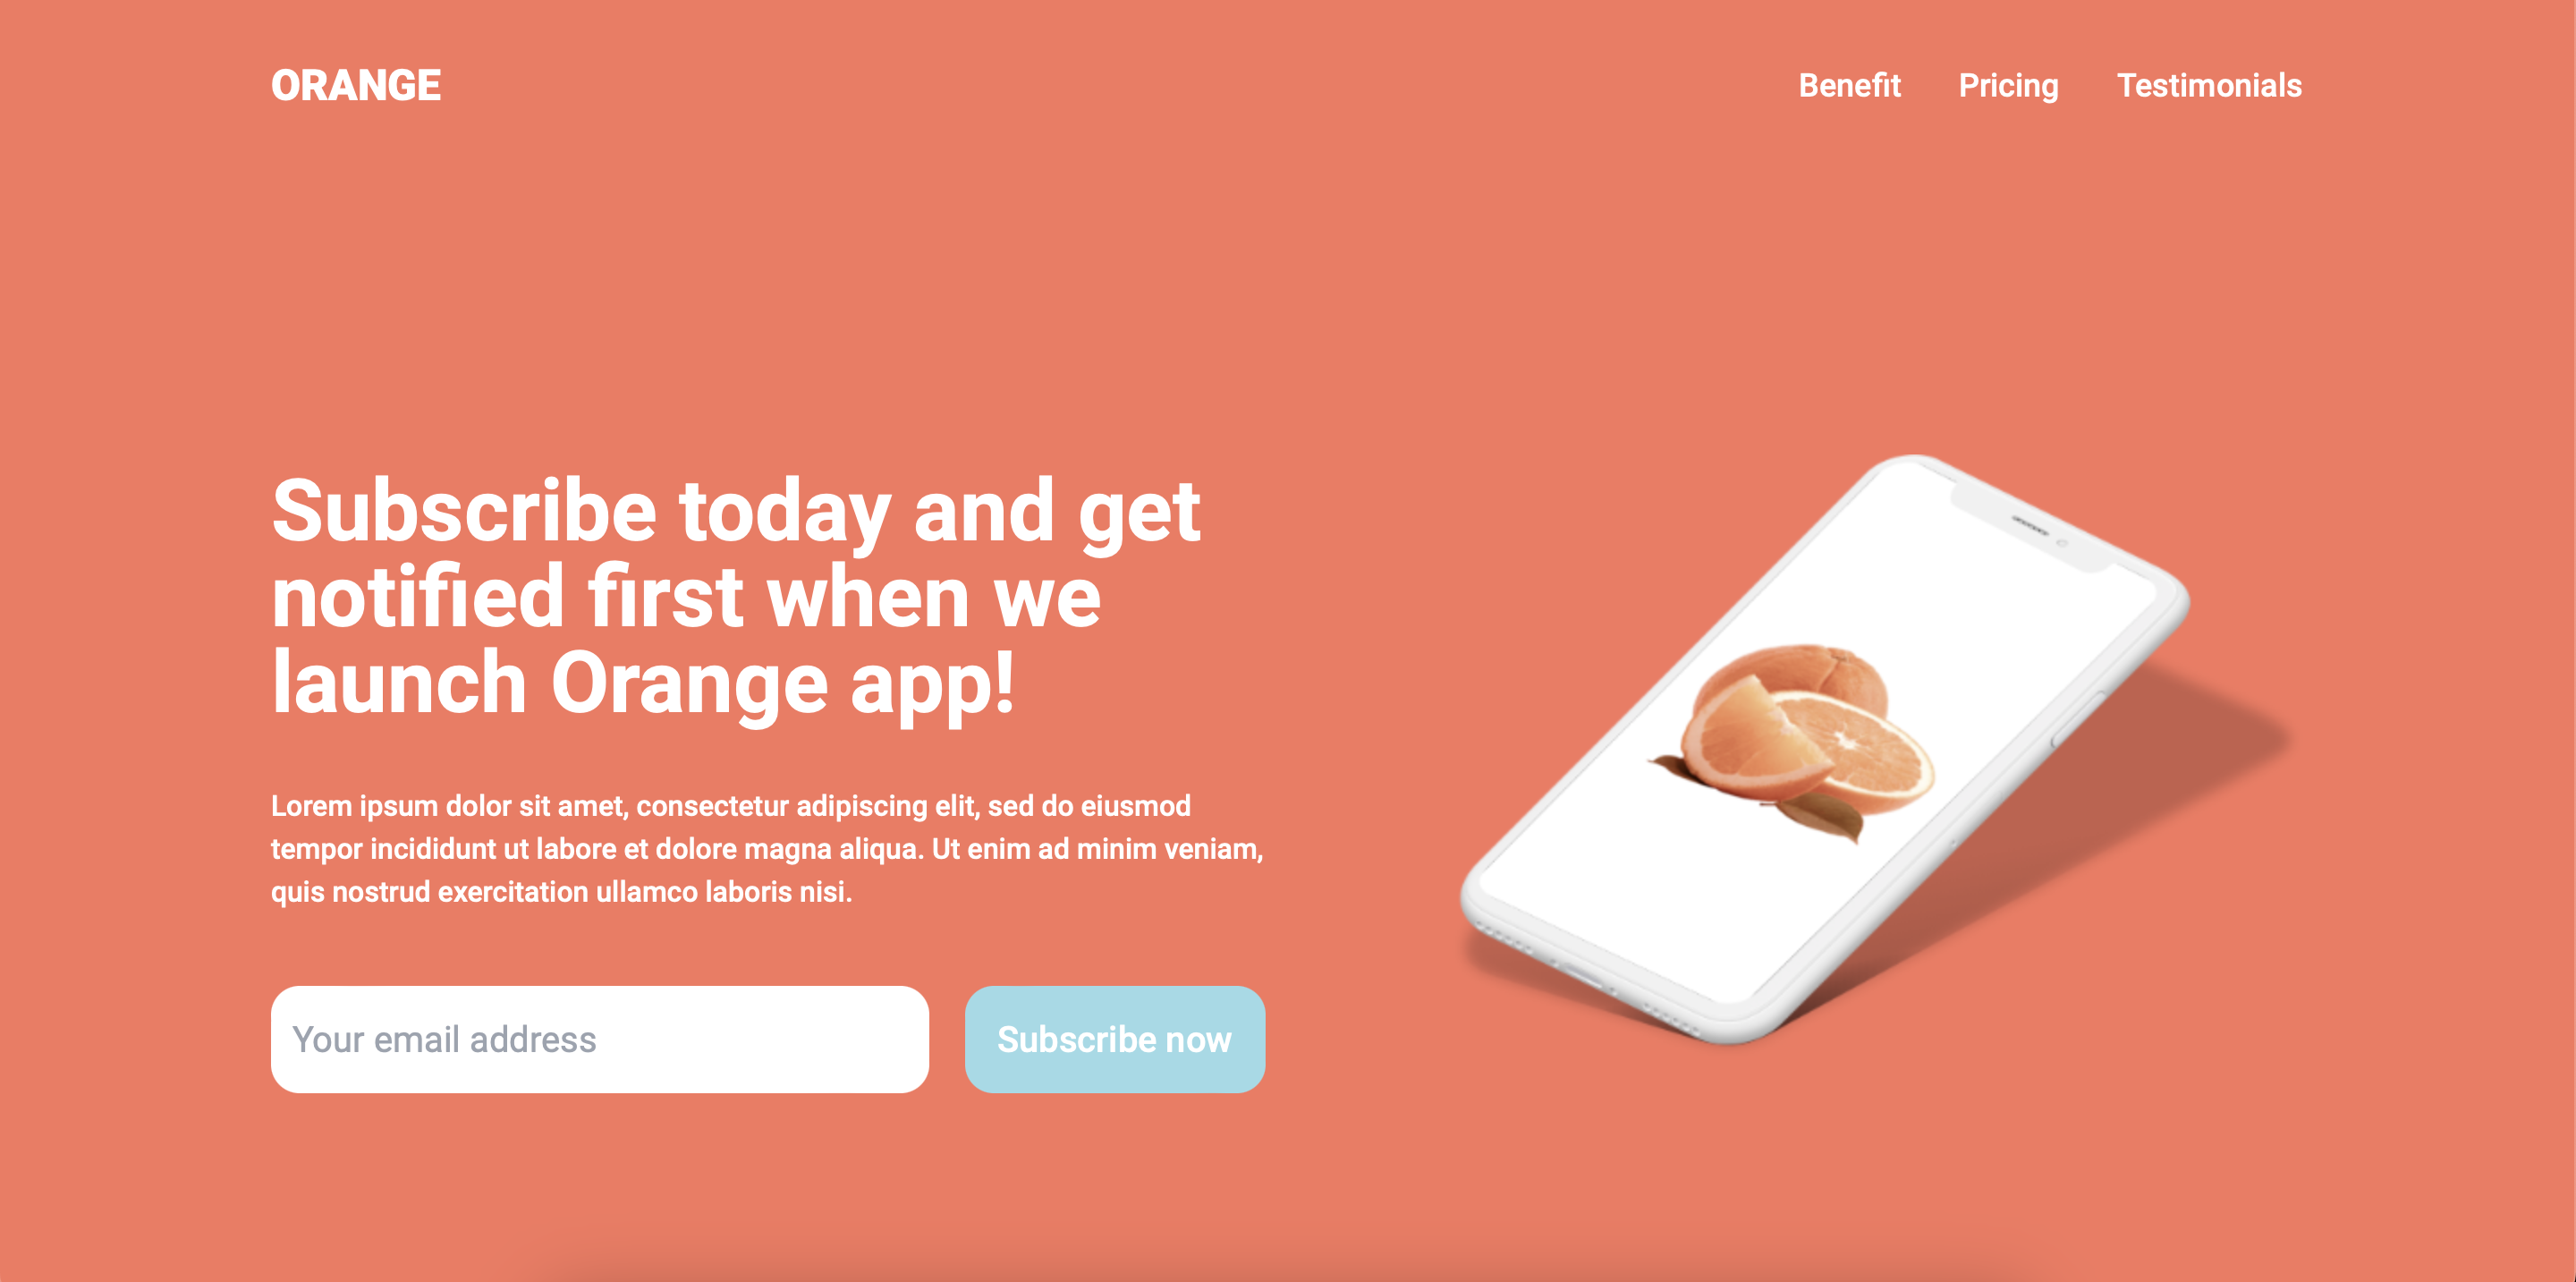 ORANGE
Benefit Pricing Testimonials
Subscribe today and get
notified first when we
launch Orange app!
Lorem ipsum dolor sit amet, consectetur adipiscing elit, sed do eiusmod
tempor incididunt ut labore et dolore magna aliqua. Ut enim ad minim veniam,
quis nostrud exercitation ullamco laboris nisi.
Your email address
Subscribe now